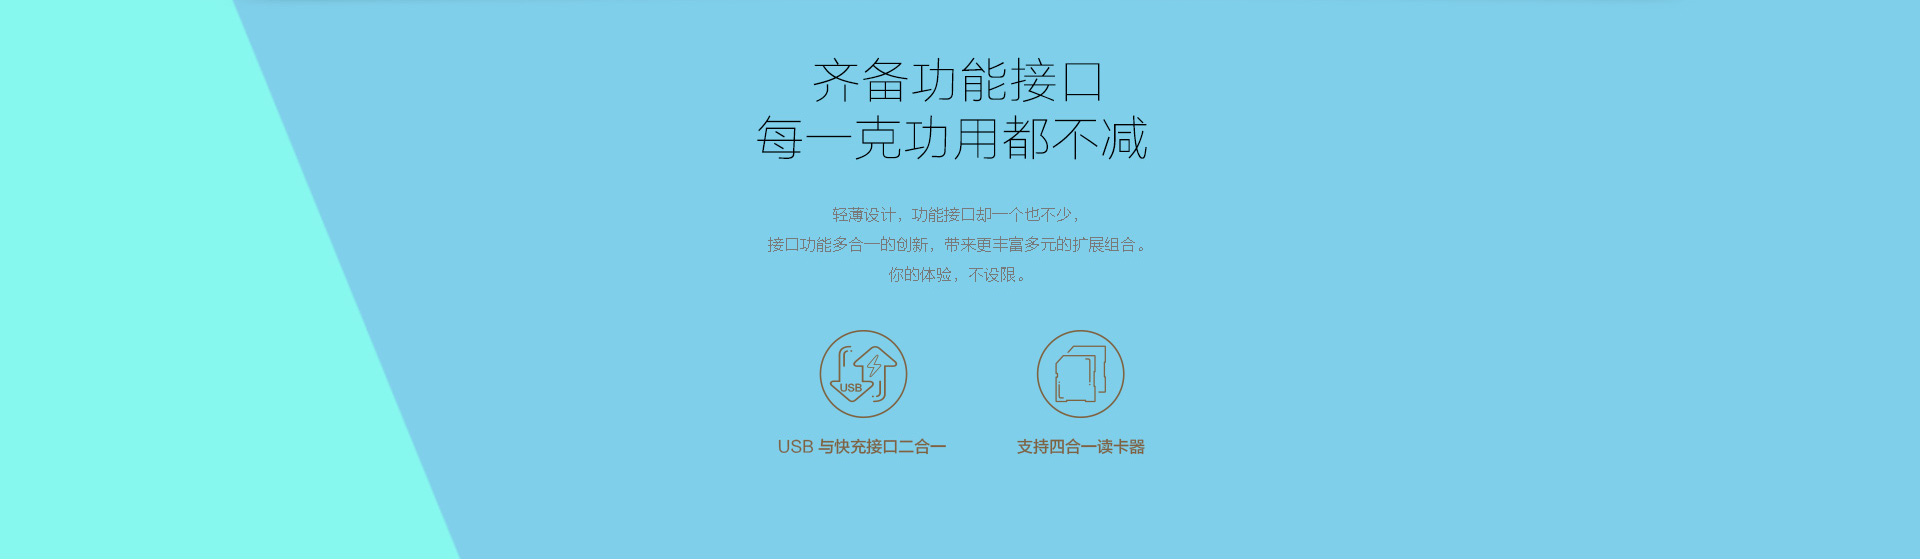 齐备功能接口
每一克功用都不减
轻薄设计，功能接口却一个也不少，
接口功能多合一的创新，带来更丰富多元的扩展组合。
你的体验，不设限。
USB
USB 与快充接口二合一
支持四合一读卡器